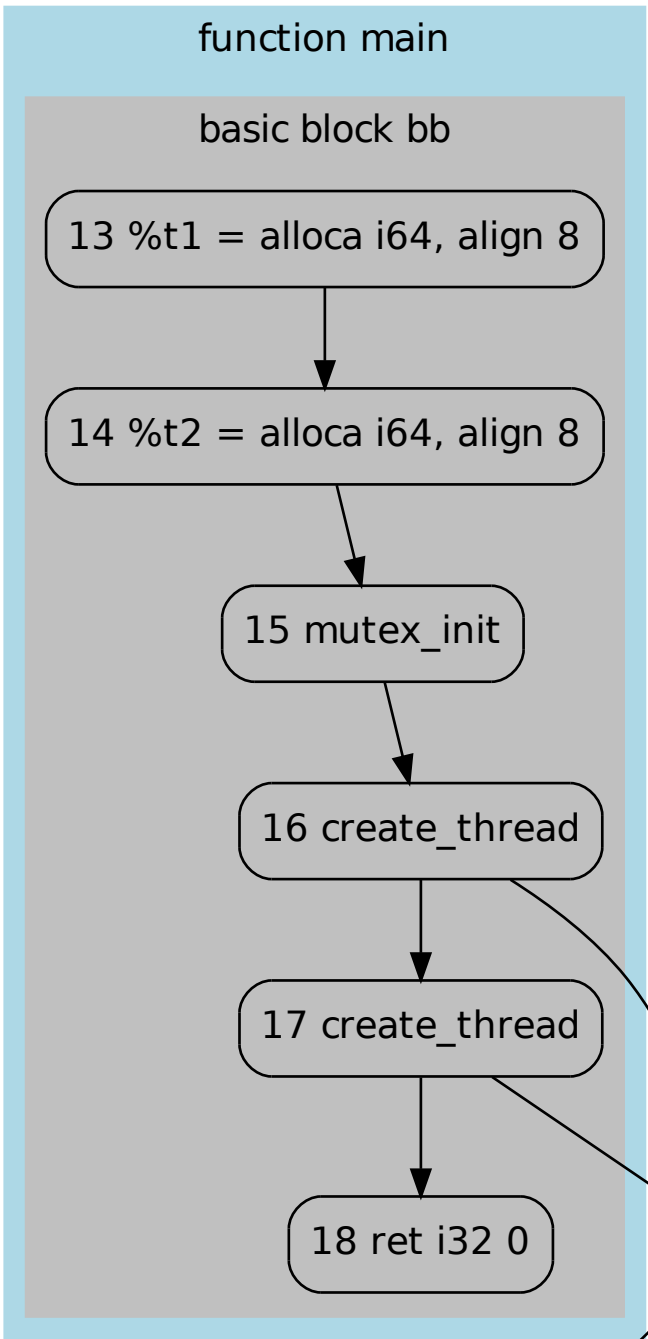 function main
basic block bb
13 %t1 = alloca i64, align 8
14 %t2 = alloca i64, align 8
15 mutex_init
16 create_thread
17 create_thread
18 ret i32 0